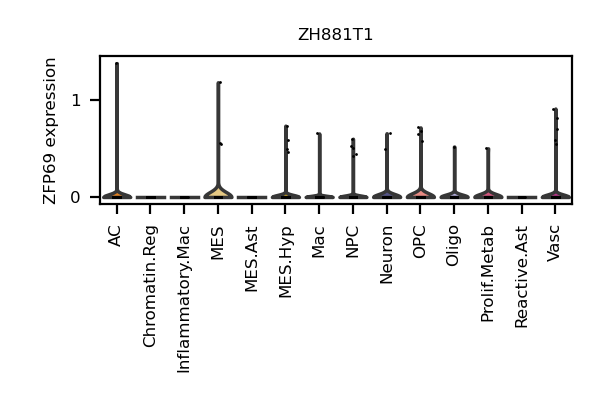 ZH881T1
ZFP69 expression
1
0
AC
Chromatin.Reg
Inflammatory.Mac
MES
MES.Ast
MES.Hyp
Mac
NPC
Neuron
OPC
Oligo
Prolif.Metab
Reactive.Ast
Vasc